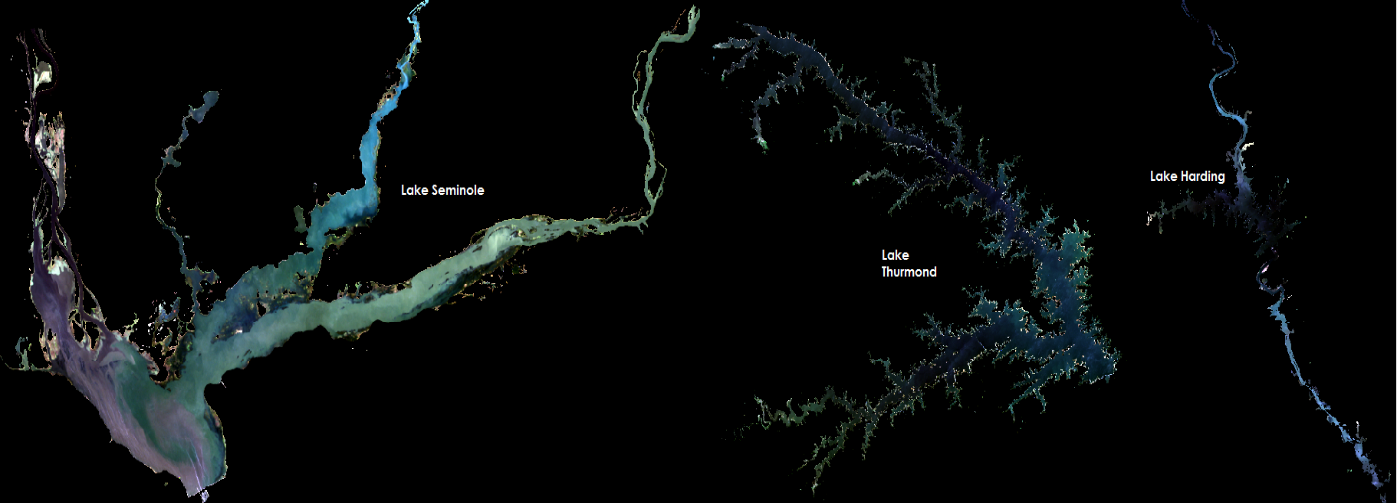 Lake Seminole
Lake Harding
Lake
Thurmond